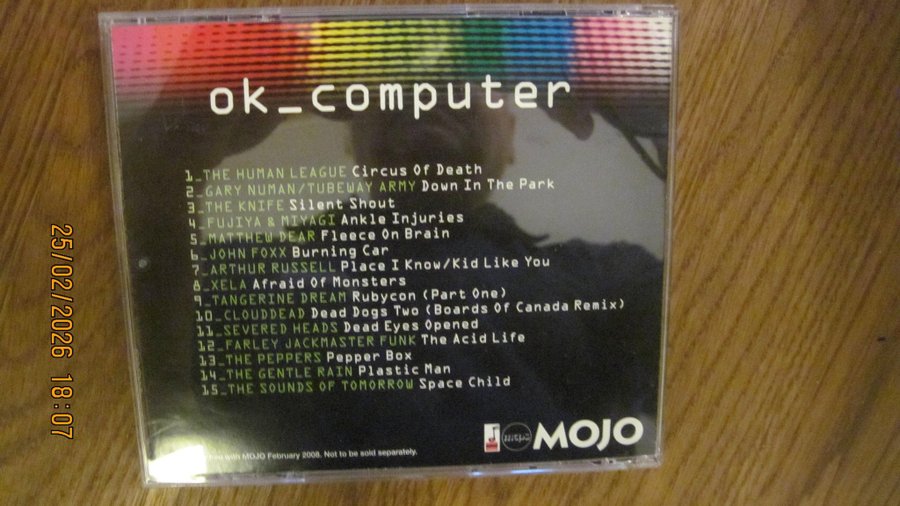 ok_computer
1_THE HUMAN LEAGUE Circus Of Death
2_GARY NUMAN/TUBEWAY ARMY Down In The Park
3_THE KNIFE Silent Shout
4_FUJIYA & MIYAGI Ankle Injuries
5_MATTHEW DEAR Fleece On Brain
6_JOHN FOXX Burning Car
7_ARTHUR RUSSELL Place I Know/Kid Like You
8_XELA Afraid Of Monsters
9_TANGERINE DREAM Rubycon (Part One)
10_CLOUDDEAD Dead Dogs Two (Boards Of Canada Remix)
11_SEVERED HEADS Dead Eyes Opened
12_FARLEY JACKMASTER FUNK The Acid Life
13_THE PEPPERS Pepper Box
14_THE GENTLE RAIN Plastic Man
15_THE SOUNDS OF TOMORROW Space Child
MOJO
free with MOJO February 2008. Not to be sold separately.
25/02/2026 18:07